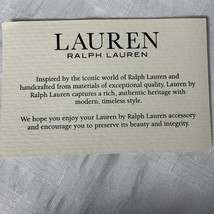 LAUREN
RALPH LAUREN
Inspired by the iconic world of Ralph Lauren and
handcrafted from materials of exceptional quality, Lauren by
Ralph Lauren captures a rich, authentic heritage with
modern, timeless style.
We hope you enjoy your Lauren by Ralph Lauren accessory
and encourage you to preserve its beauty and integrity.